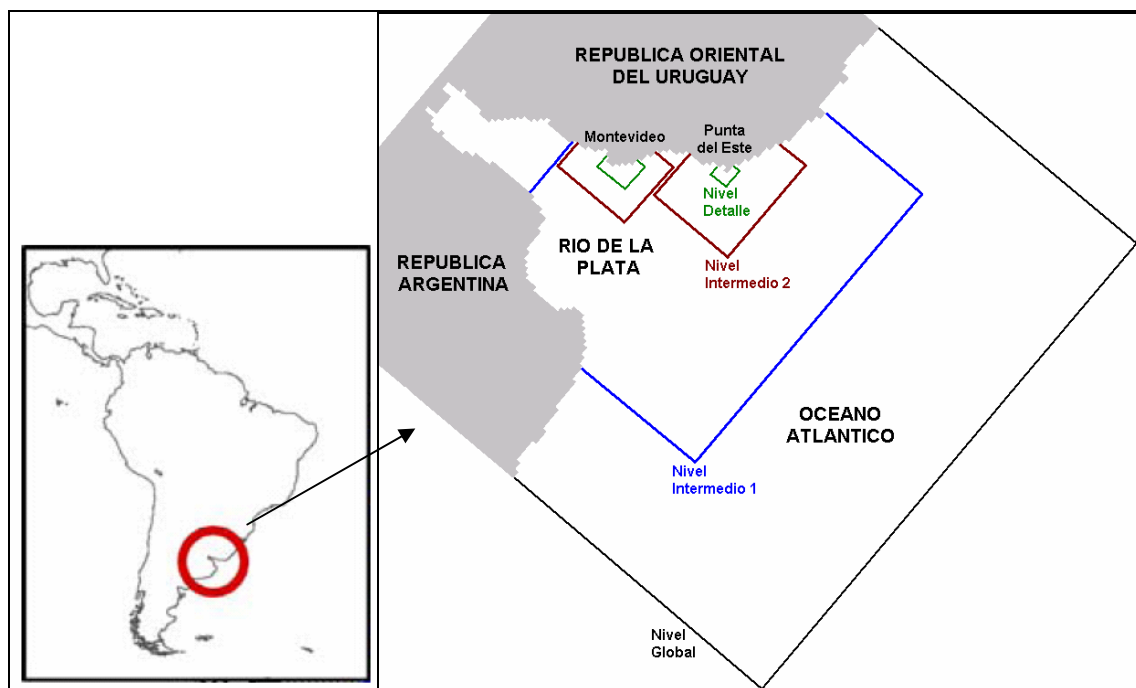 REPUBLICA ORIENTAL
DEL URUGUAY
Montevideo
Punta
del Este
Nivel
Detalle
RIO DE LA
PLATA
REPUBLICA
ARGENTINA
Nivel
Intermedio 2
OCEANO
ATLANTICO
Nivel
Intermedio 1
Nivel
Global